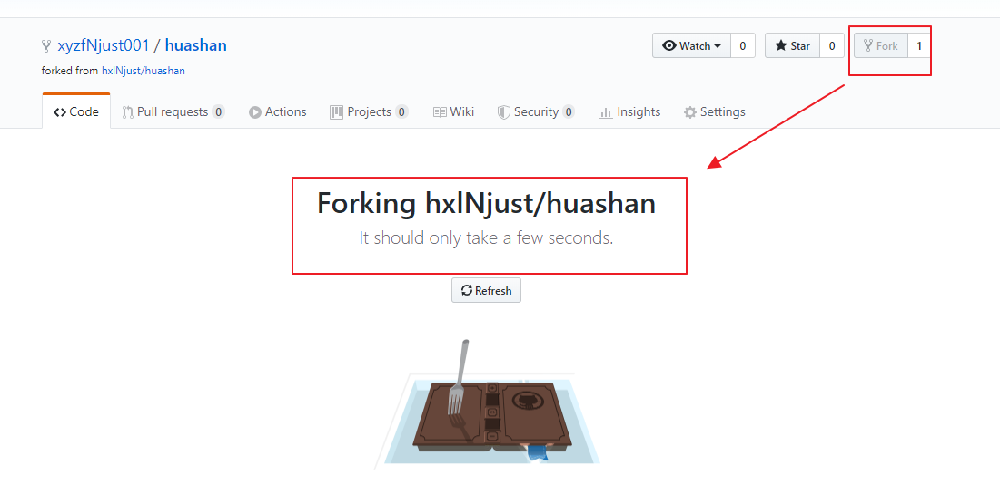 xyzfNjust001 / huashan
Watch 0 Star 0 Fork 1
forked from hxlNjust/huashan
Code Pull requests 0 Actions Projects 0 Wiki Security 0 Insights Settings
Forking hxlNjust/huashan
It should only take a few seconds.
Refresh